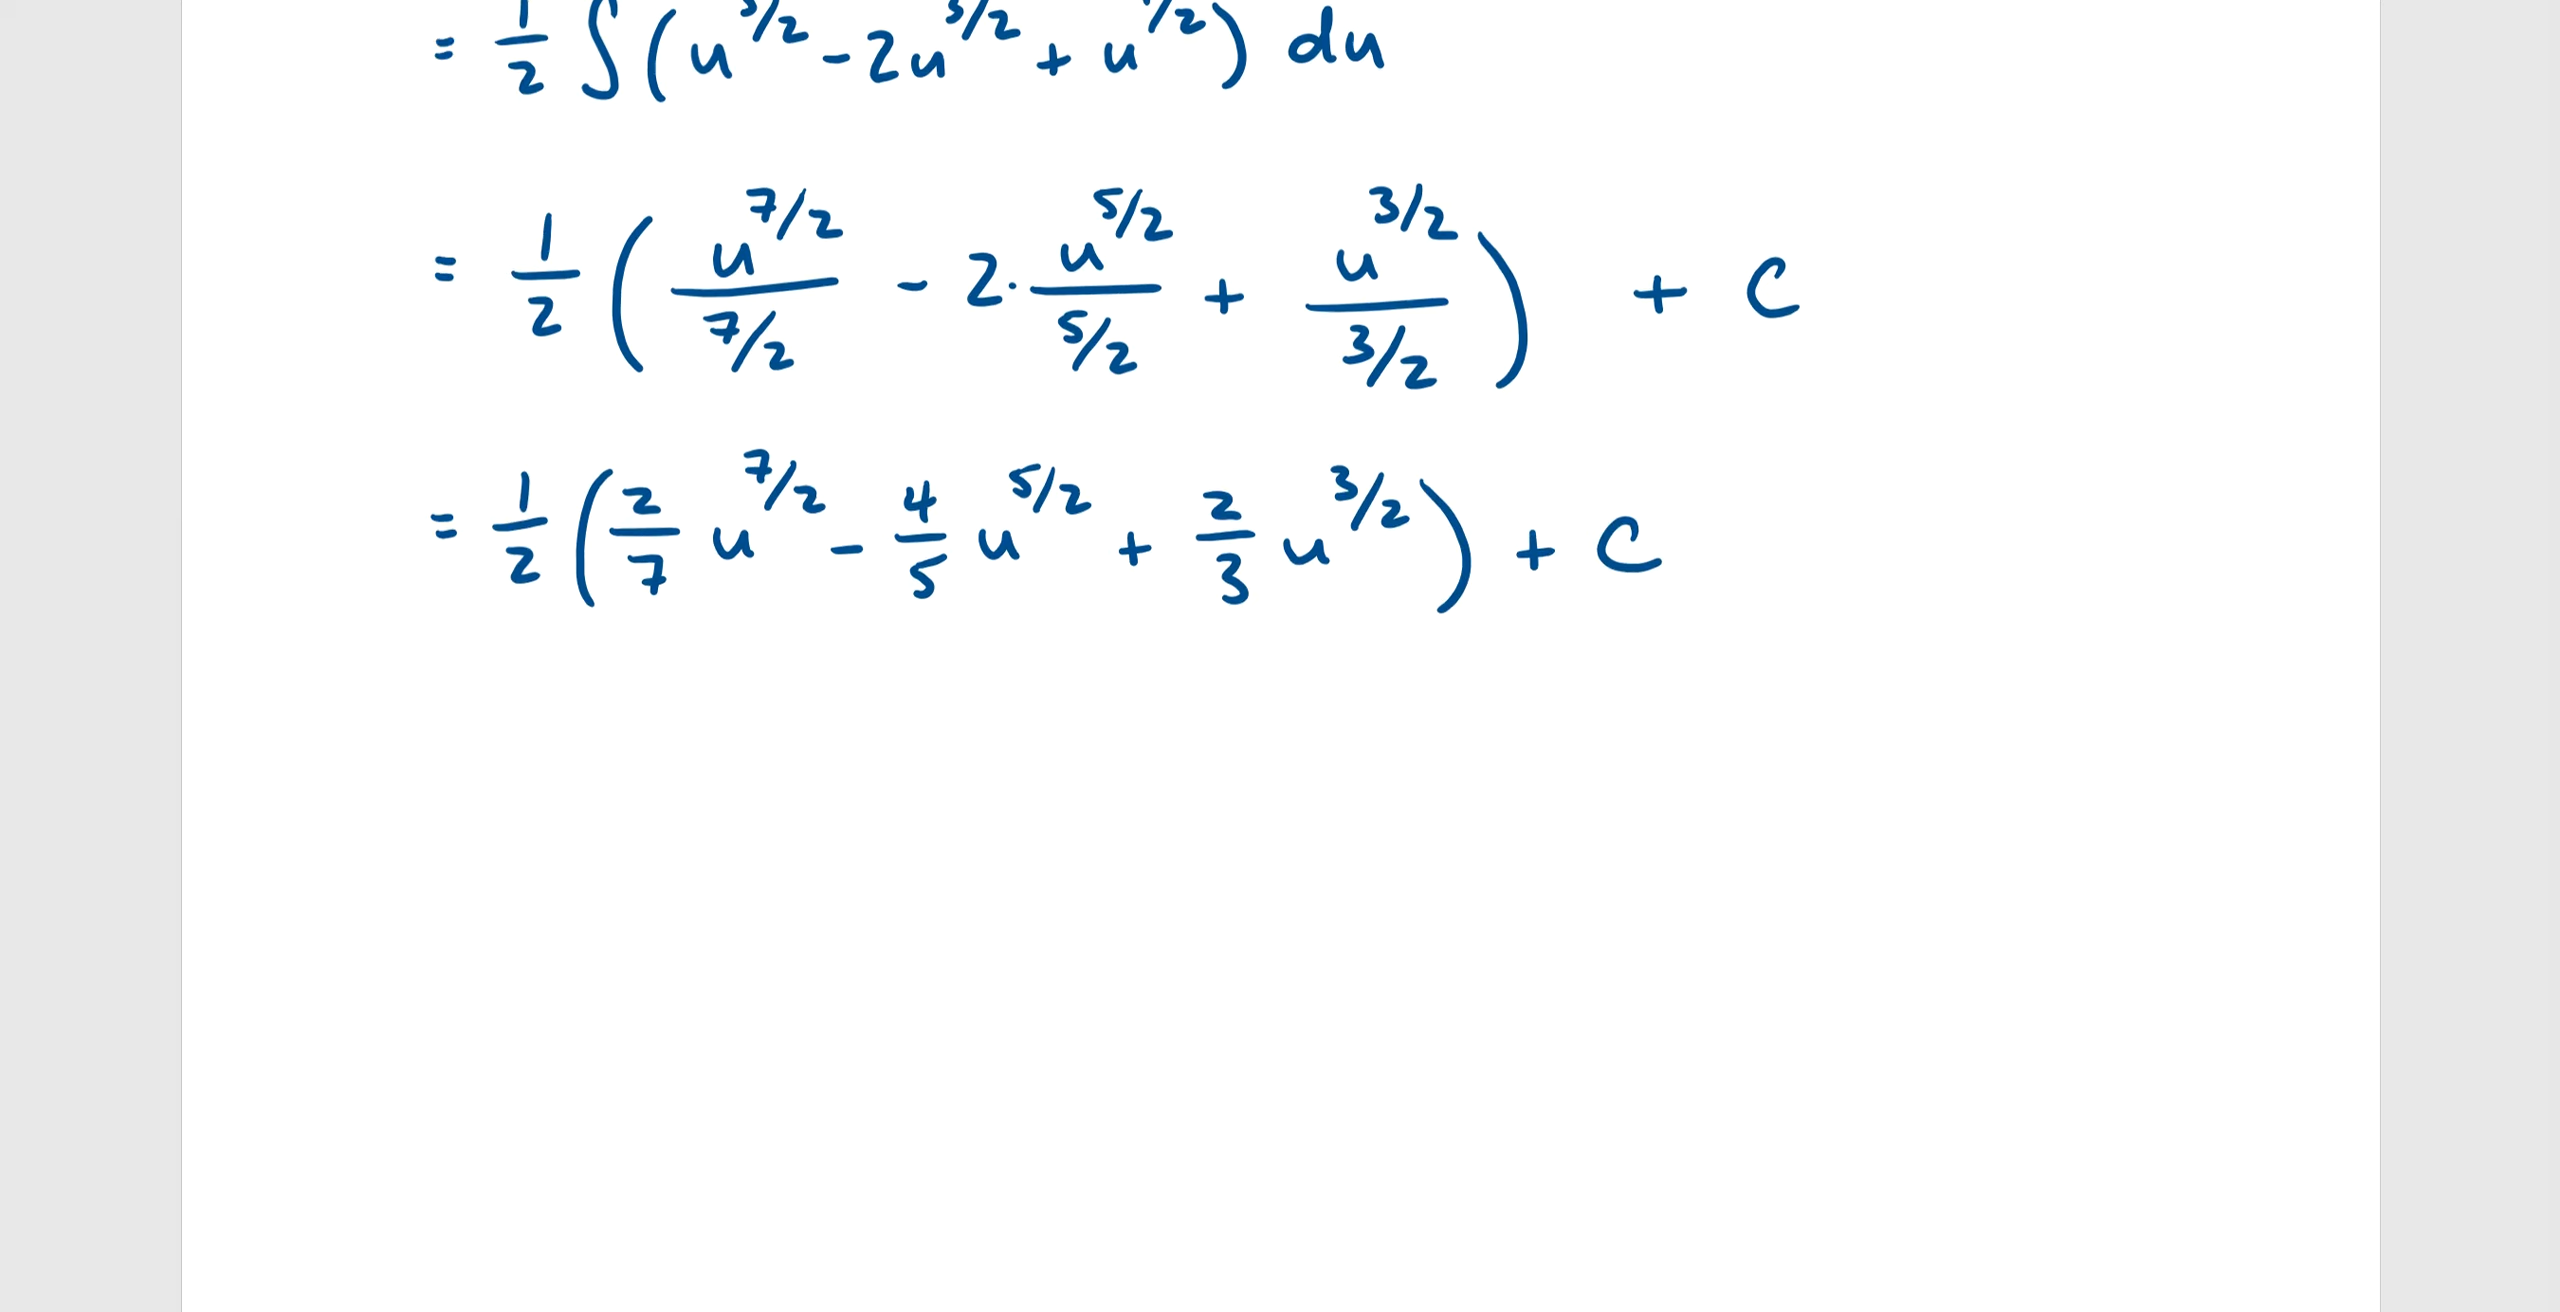 = 1/2 ∫ (u^5/2 - 2u^3/2 + u^1/2) du
= 1/2 ( u^7/2 / 7/2 - 2 · u^5/2 / 5/2 + u^3/2 / 3/2 ) + C
= 1/2 ( 2/7 u^7/2 - 4/5 u^5/2 + 2/3 u^3/2 ) + C